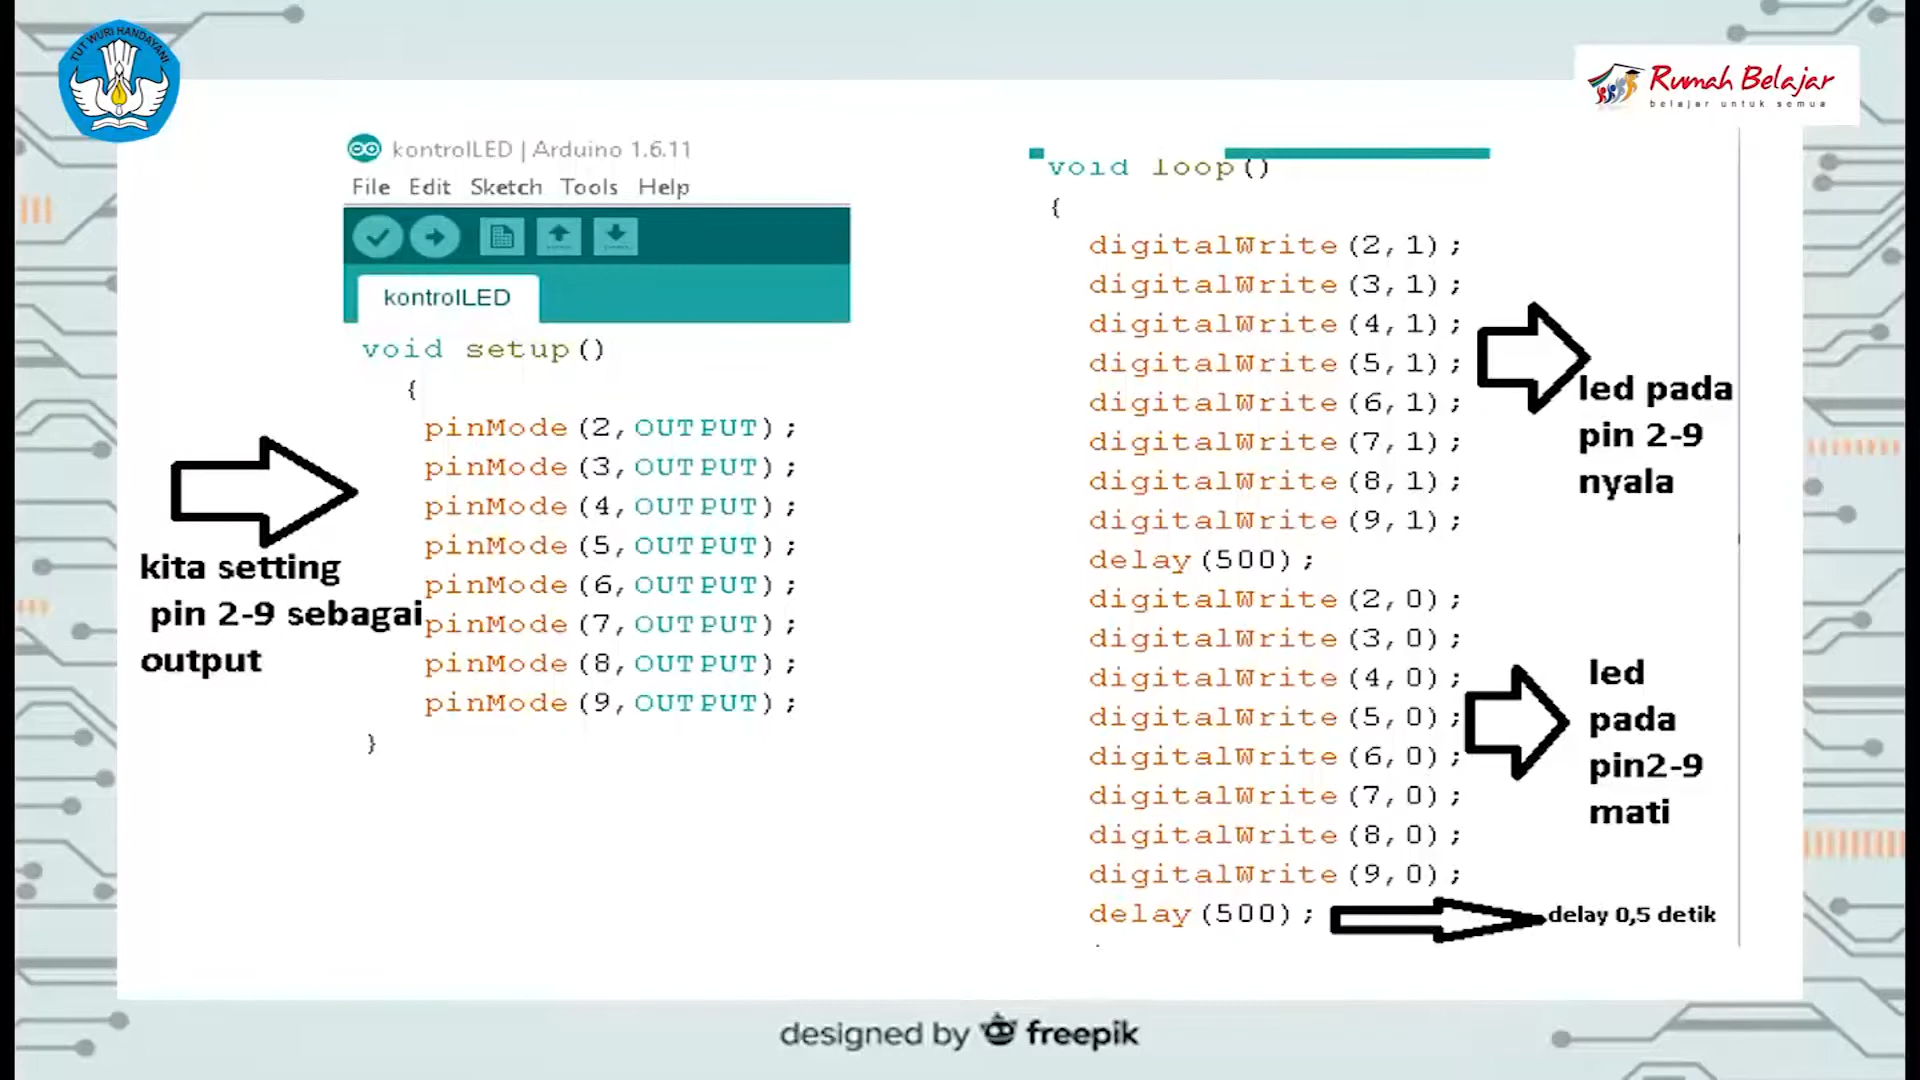 TUT WURI HANDAYANI
Rumah Belajar
belajar untuk semua
kontrolLED | Arduino 1.6.11
File Edit Sketch Tools Help
kontrolLED
void setup()
{
pinMode(2,OUTPUT);
pinMode(3,OUTPUT);
pinMode(4,OUTPUT);
pinMode(5,OUTPUT);
pinMode(6,OUTPUT);
pinMode(7,OUTPUT);
pinMode(8,OUTPUT);
pinMode(9,OUTPUT);
}
kita setting
pin 2-9 sebagai
output
void loop()
{
digitalWrite(2,1);
digitalWrite(3,1);
digitalWrite(4,1);
digitalWrite(5,1);
digitalWrite(6,1);
digitalWrite(7,1);
digitalWrite(8,1);
digitalWrite(9,1);
delay(500);
digitalWrite(2,0);
digitalWrite(3,0);
digitalWrite(4,0);
digitalWrite(5,0);
digitalWrite(6,0);
digitalWrite(7,0);
digitalWrite(8,0);
digitalWrite(9,0);
delay(500);
led pada
pin 2-9
nyala
led
pada
pin2-9
mati
delay 0,5 detik
designed by freepik